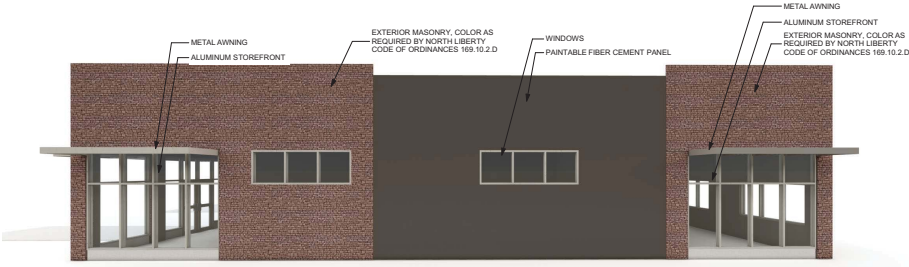 METAL AWNING
ALUMINUM STOREFRONT
EXTERIOR MASONRY, COLOR AS
REQUIRED BY NORTH LIBERTY
CODE OF ORDINANCES 169.10.2.D
WINDOWS
PAINTABLE FIBER CEMENT PANEL
METAL AWNING
ALUMINUM STOREFRONT
EXTERIOR MASONRY, COLOR AS
REQUIRED BY NORTH LIBERTY
CODE OF ORDINANCES 169.10.2.D